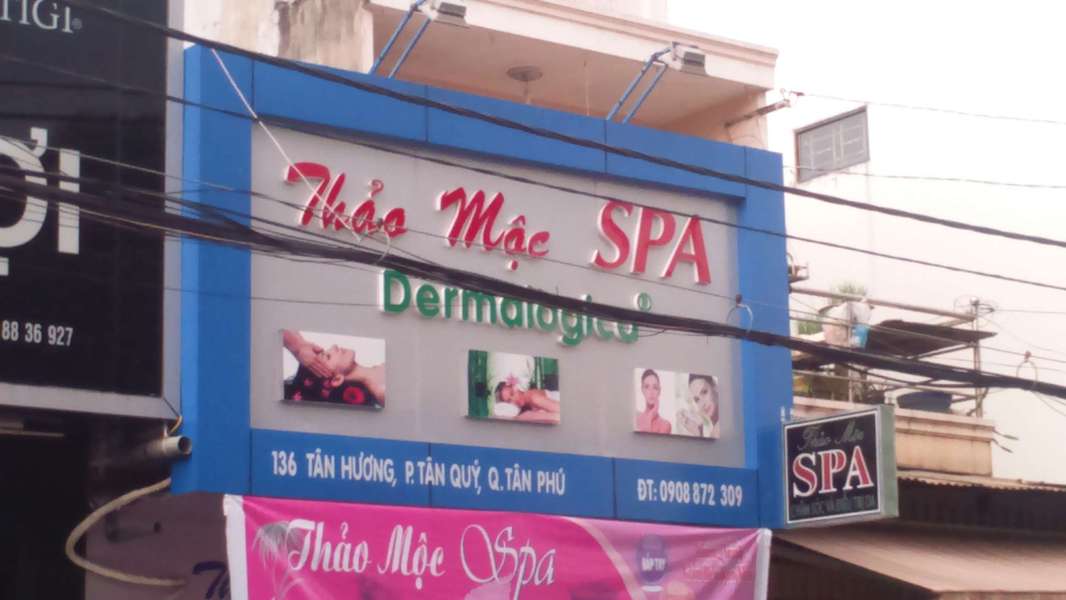 ƠI
88 36 927
Thảo Mộc SPA
Dermalogica®
136 TÂN HƯƠNG, P. TÂN QUÝ, Q. TÂN PHÚ
ĐT: 0908 872 309
Thảo Mộc
SPA
Thảo Mộc Spa